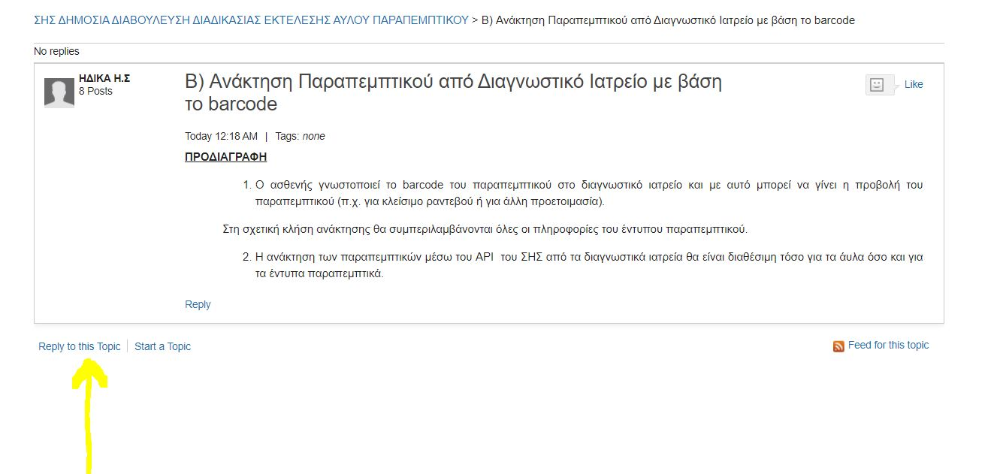 ΣΗΣ ΔΗΜΟΣΙΑ ΔΙΑΒΟΥΛΕΥΣΗ ΔΙΑΔΙΚΑΣΙΑΣ ΕΚΤΕΛΕΣΗΣ ΑΥΛΟΥ ΠΑΡΑΠΕΜΠΤΙΚΟΥ > Β) Ανάκτηση Παραπεμπτικού από Διαγνωστικό Ιατρείο με βάση το barcode
No replies
ΗΔΙΚΑ Η.Σ
8 Posts
Β) Ανάκτηση Παραπεμπτικού από Διαγνωστικό Ιατρείο με βάση
το barcode
Like
Today 12:18 AM | Tags: none
ΠΡΟΔΙΑΓΡΑΦΗ
1. Ο ασθενής γνωστοποιεί το barcode του παραπεμπτικού στο διαγνωστικό ιατρείο και με αυτό μπορεί να γίνει η προβολή του
παραπεμπτικού (π.χ. για κλείσιμο ραντεβού ή για άλλη προετοιμασία).
Στη σχετική κλήση ανάκτησης θα συμπεριλαμβάνονται όλες οι πληροφορίες του έντυπου παραπεμπτικού.
2. Η ανάκτηση των παραπεμπτικών μέσω του API του ΣΗΣ από τα διαγνωστικά ιατρεία θα είναι διαθέσιμη τόσο για τα άυλα όσο και για
τα έντυπα παραπεμπτικά.
Reply
Reply to this Topic | Start a Topic
Feed for this topic